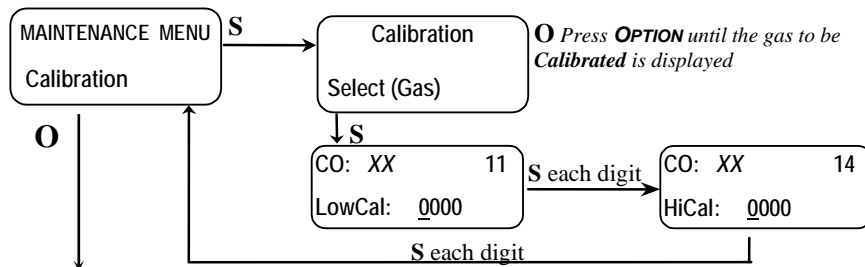 MAINTENANCE MENU
Calibration
S
Calibration
Select (Gas)
O Press OPTION until the gas to be
Calibrated is displayed
O
S
CO: XX 11
LowCal: 0000
S each digit
CO: XX 14
HiCal: 0000
S each digit